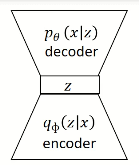 pθ (x|z)
decoder
z
qϕ(z|x)
encoder